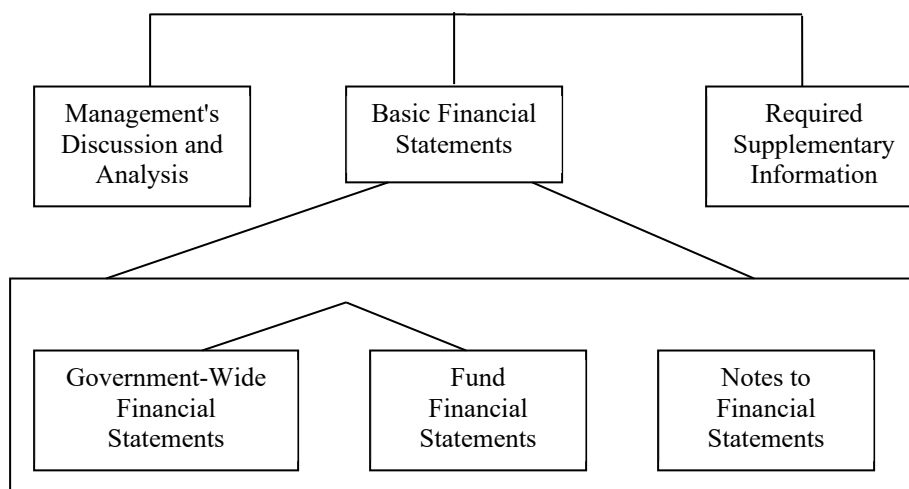 Management's
Discussion and
Analysis
Basic Financial
Statements
Required
Supplementary
Information
Government-Wide
Financial
Statements
Fund
Financial
Statements
Notes to
Financial
Statements